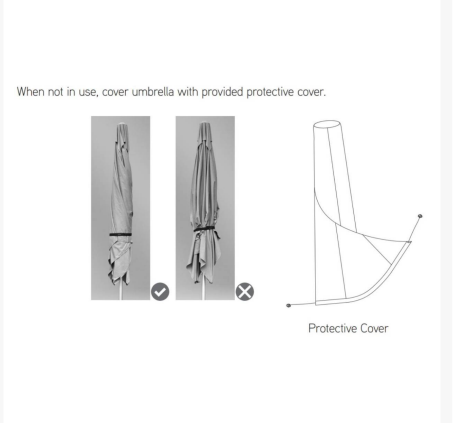 When not in use, cover umbrella with provided protective cover.
Protective Cover